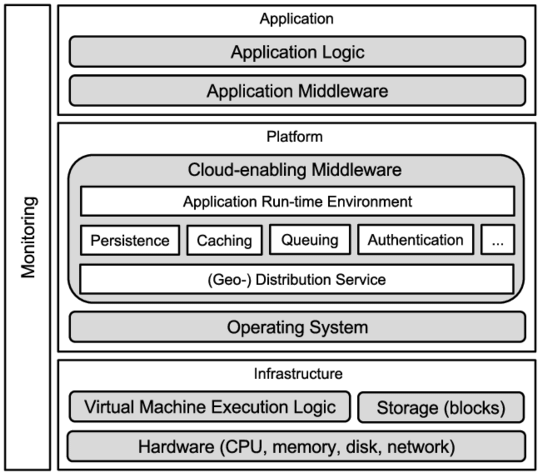 Monitoring
Application
Application Logic
Application Middleware
Platform
Cloud-enabling Middleware
Application Run-time Environment
Persistence
Caching
Queuing
Authentication
...
(Geo-) Distribution Service
Operating System
Infrastructure
Virtual Machine Execution Logic
Storage (blocks)
Hardware (CPU, memory, disk, network)